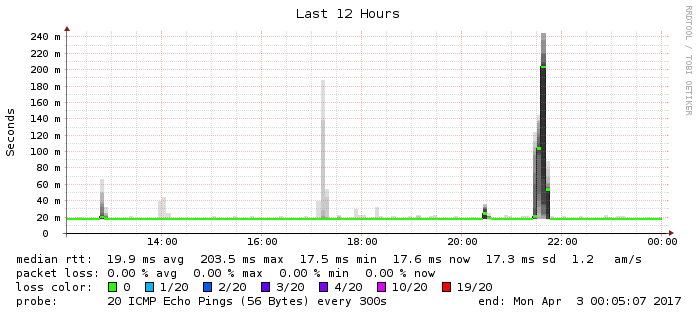 Last 12 Hours
RRDTOOL / TOBI OETIKER
Seconds
240 m
220 m
200 m
180 m
160 m
140 m
120 m
100 m
80 m
60 m
40 m
20 m
0
14:00 16:00 18:00 20:00 22:00 00:00
median rtt: 19.9 ms avg 203.5 ms max 17.5 ms min 17.6 ms now 17.3 ms sd 1.2 am/s
packet loss: 0.00 % avg 0.00 % max 0.00 % min 0.00 % now
loss color: 0 1/20 2/20 3/20 4/20 10/20 19/20
probe: 20 ICMP Echo Pings (56 Bytes) every 300s end: Mon Apr 3 00:05:07 2017